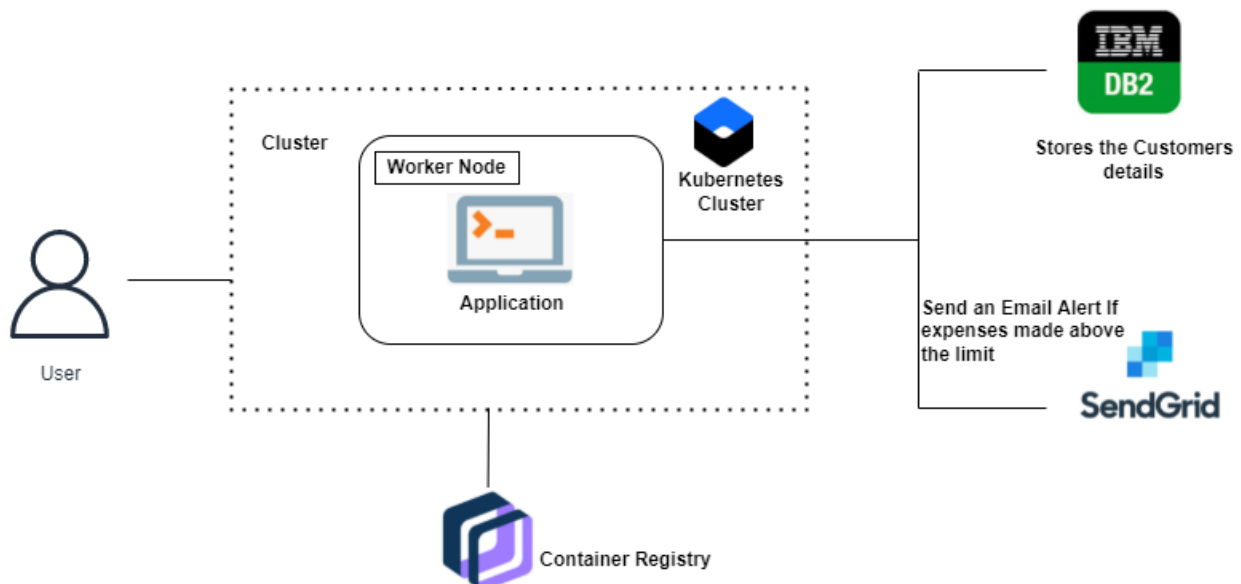 IBM
DB2
Stores the Customers
details
Cluster
Worker Node
Kubernetes
Cluster
Application
User
Send an Email Alert If
expenses made above
the limit
SendGrid
Container Registry